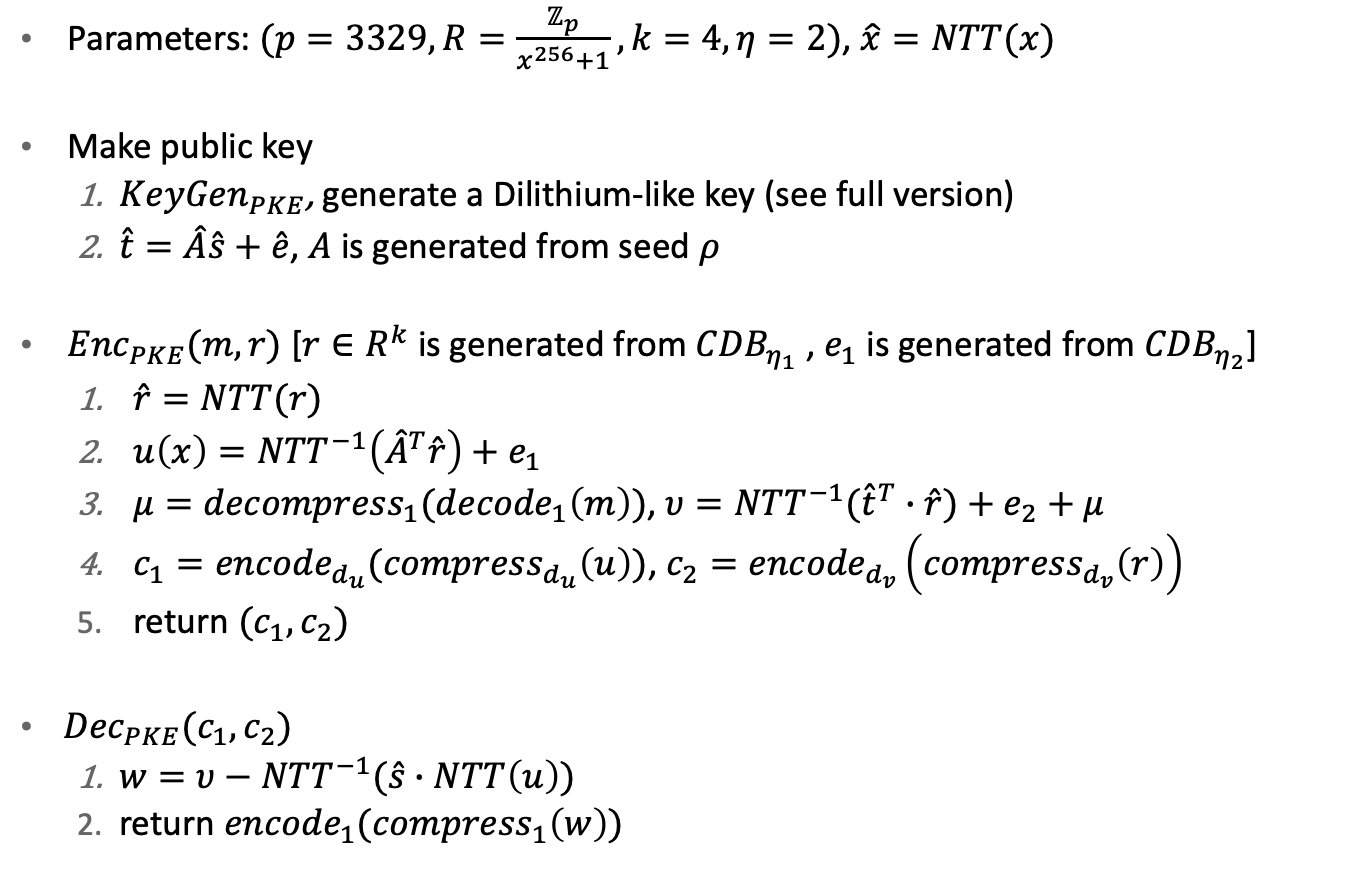 • Parameters: (p = 3329, R = ℤₚ/x²⁵⁶+1, k = 4, η = 2), x̂ = NTT(x)
• Make public key
1. KeyGen_PKE, generate a Dilithium-like key (see full version)
2. t̂ = Âŝ + ê, A is generated from seed ρ
• Enc_PKE(m, r) [r ∈ Rᵏ is generated from CDB_η₁ , e₁ is generated from CDB_η₂]
1. r̂ = NTT(r)
2. u(x) = NTT⁻¹(Âᵀr̂) + e₁
3. μ = decompress₁(decode₁(m)), υ = NTT⁻¹(t̂ᵀ · r̂) + e₂ + μ
4. c₁ = encode_dᵤ(compress_dᵤ(u)), c₂ = encode_dᵥ(compress_dᵥ(r))
5. return (c₁, c₂)
• Dec_PKE(c₁, c₂)
1. w = υ − NTT⁻¹(ŝ · NTT(u))
2. return encode₁(compress₁(w))